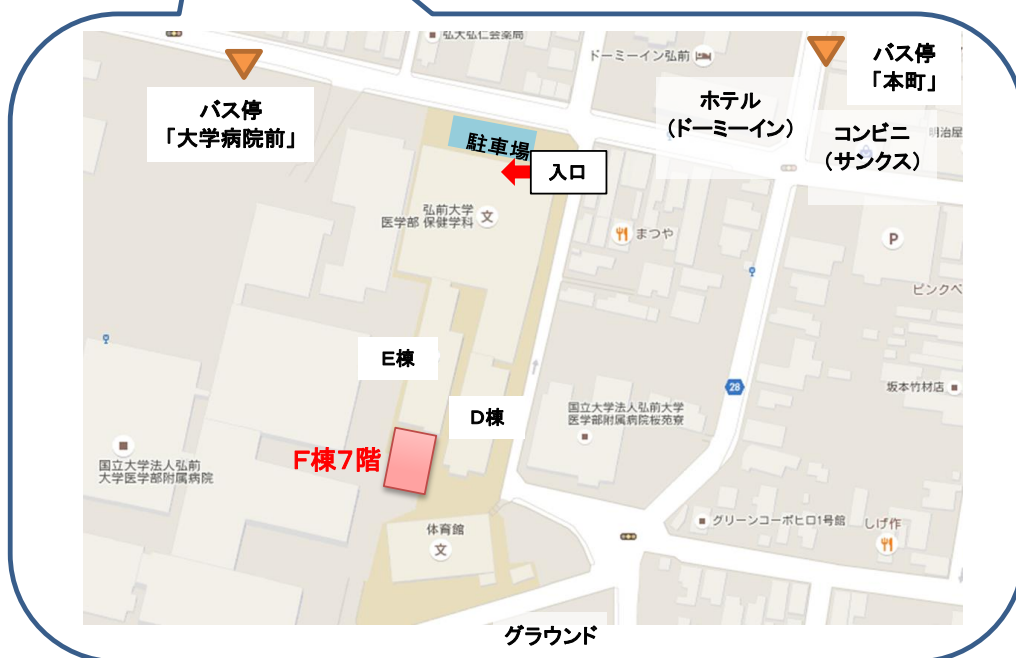 弘大弘仁会薬局
ドーミーイン弘前
バス停
「本町」
バス停
「大学病院前」
ホテル
（ドーミーイン）
コンビニ
（サンクス）
明治屋
駐車場
入口
弘前大学
医学部 保健学科
文
まつや
P
ピンクベ
E棟
28
坂本竹材店
D棟
国立大学法人弘前大学
医学部附属病院桜苑寮
F棟7階
国立大学法人弘前
大学医学部附属病院
グリーンコーポヒロ1号館
しげ作
体育館
文
グラウンド